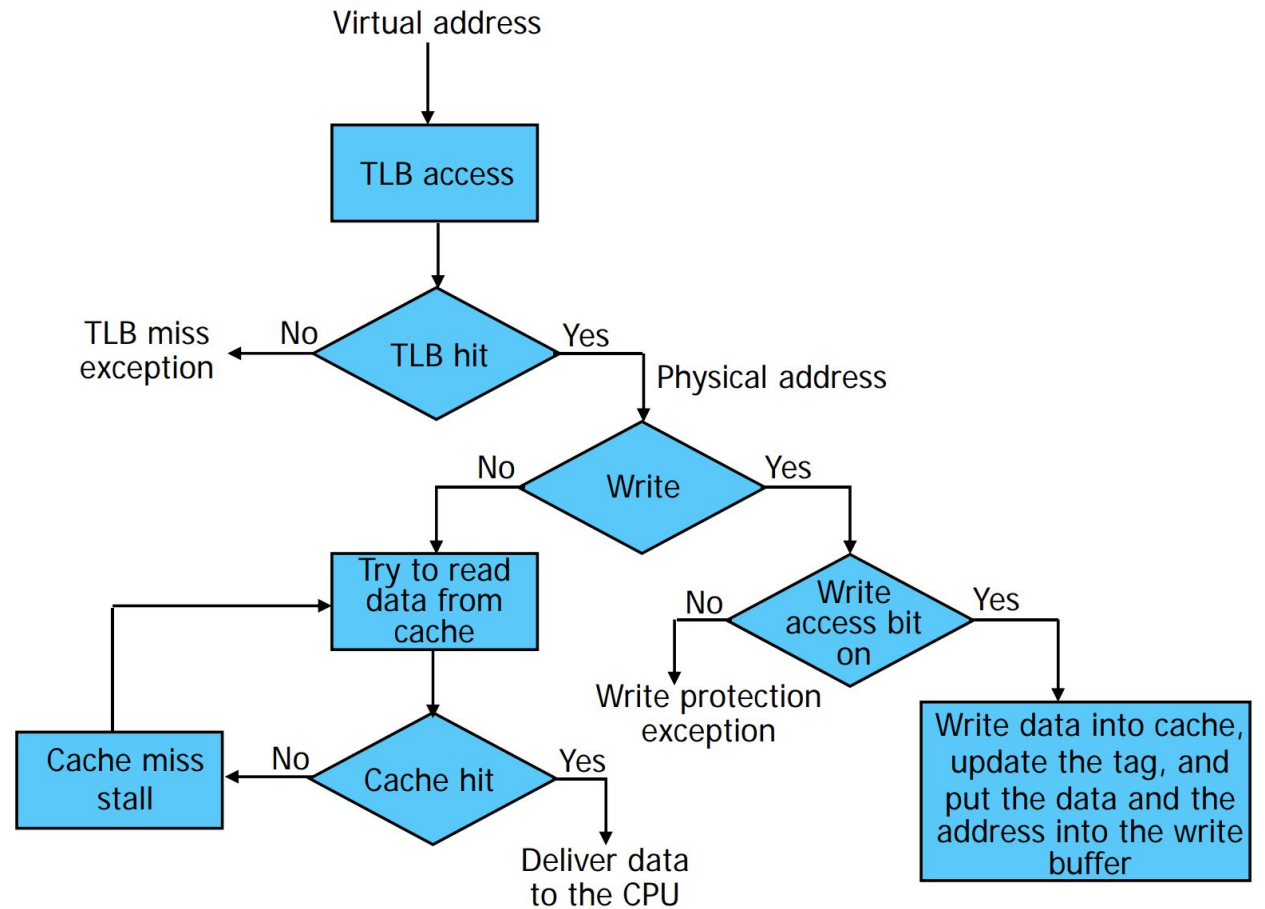 Virtual address
TLB access
TLB hit
No
Yes
TLB miss
exception
Physical address
Write
No
Yes
Try to read
data from
cache
Write
access bit
on
No
Yes
Write protection
exception
Cache miss
stall
No
Cache hit
Yes
Write data into cache,
update the tag, and
put the data and the
address into the write
buffer
Deliver data
to the CPU